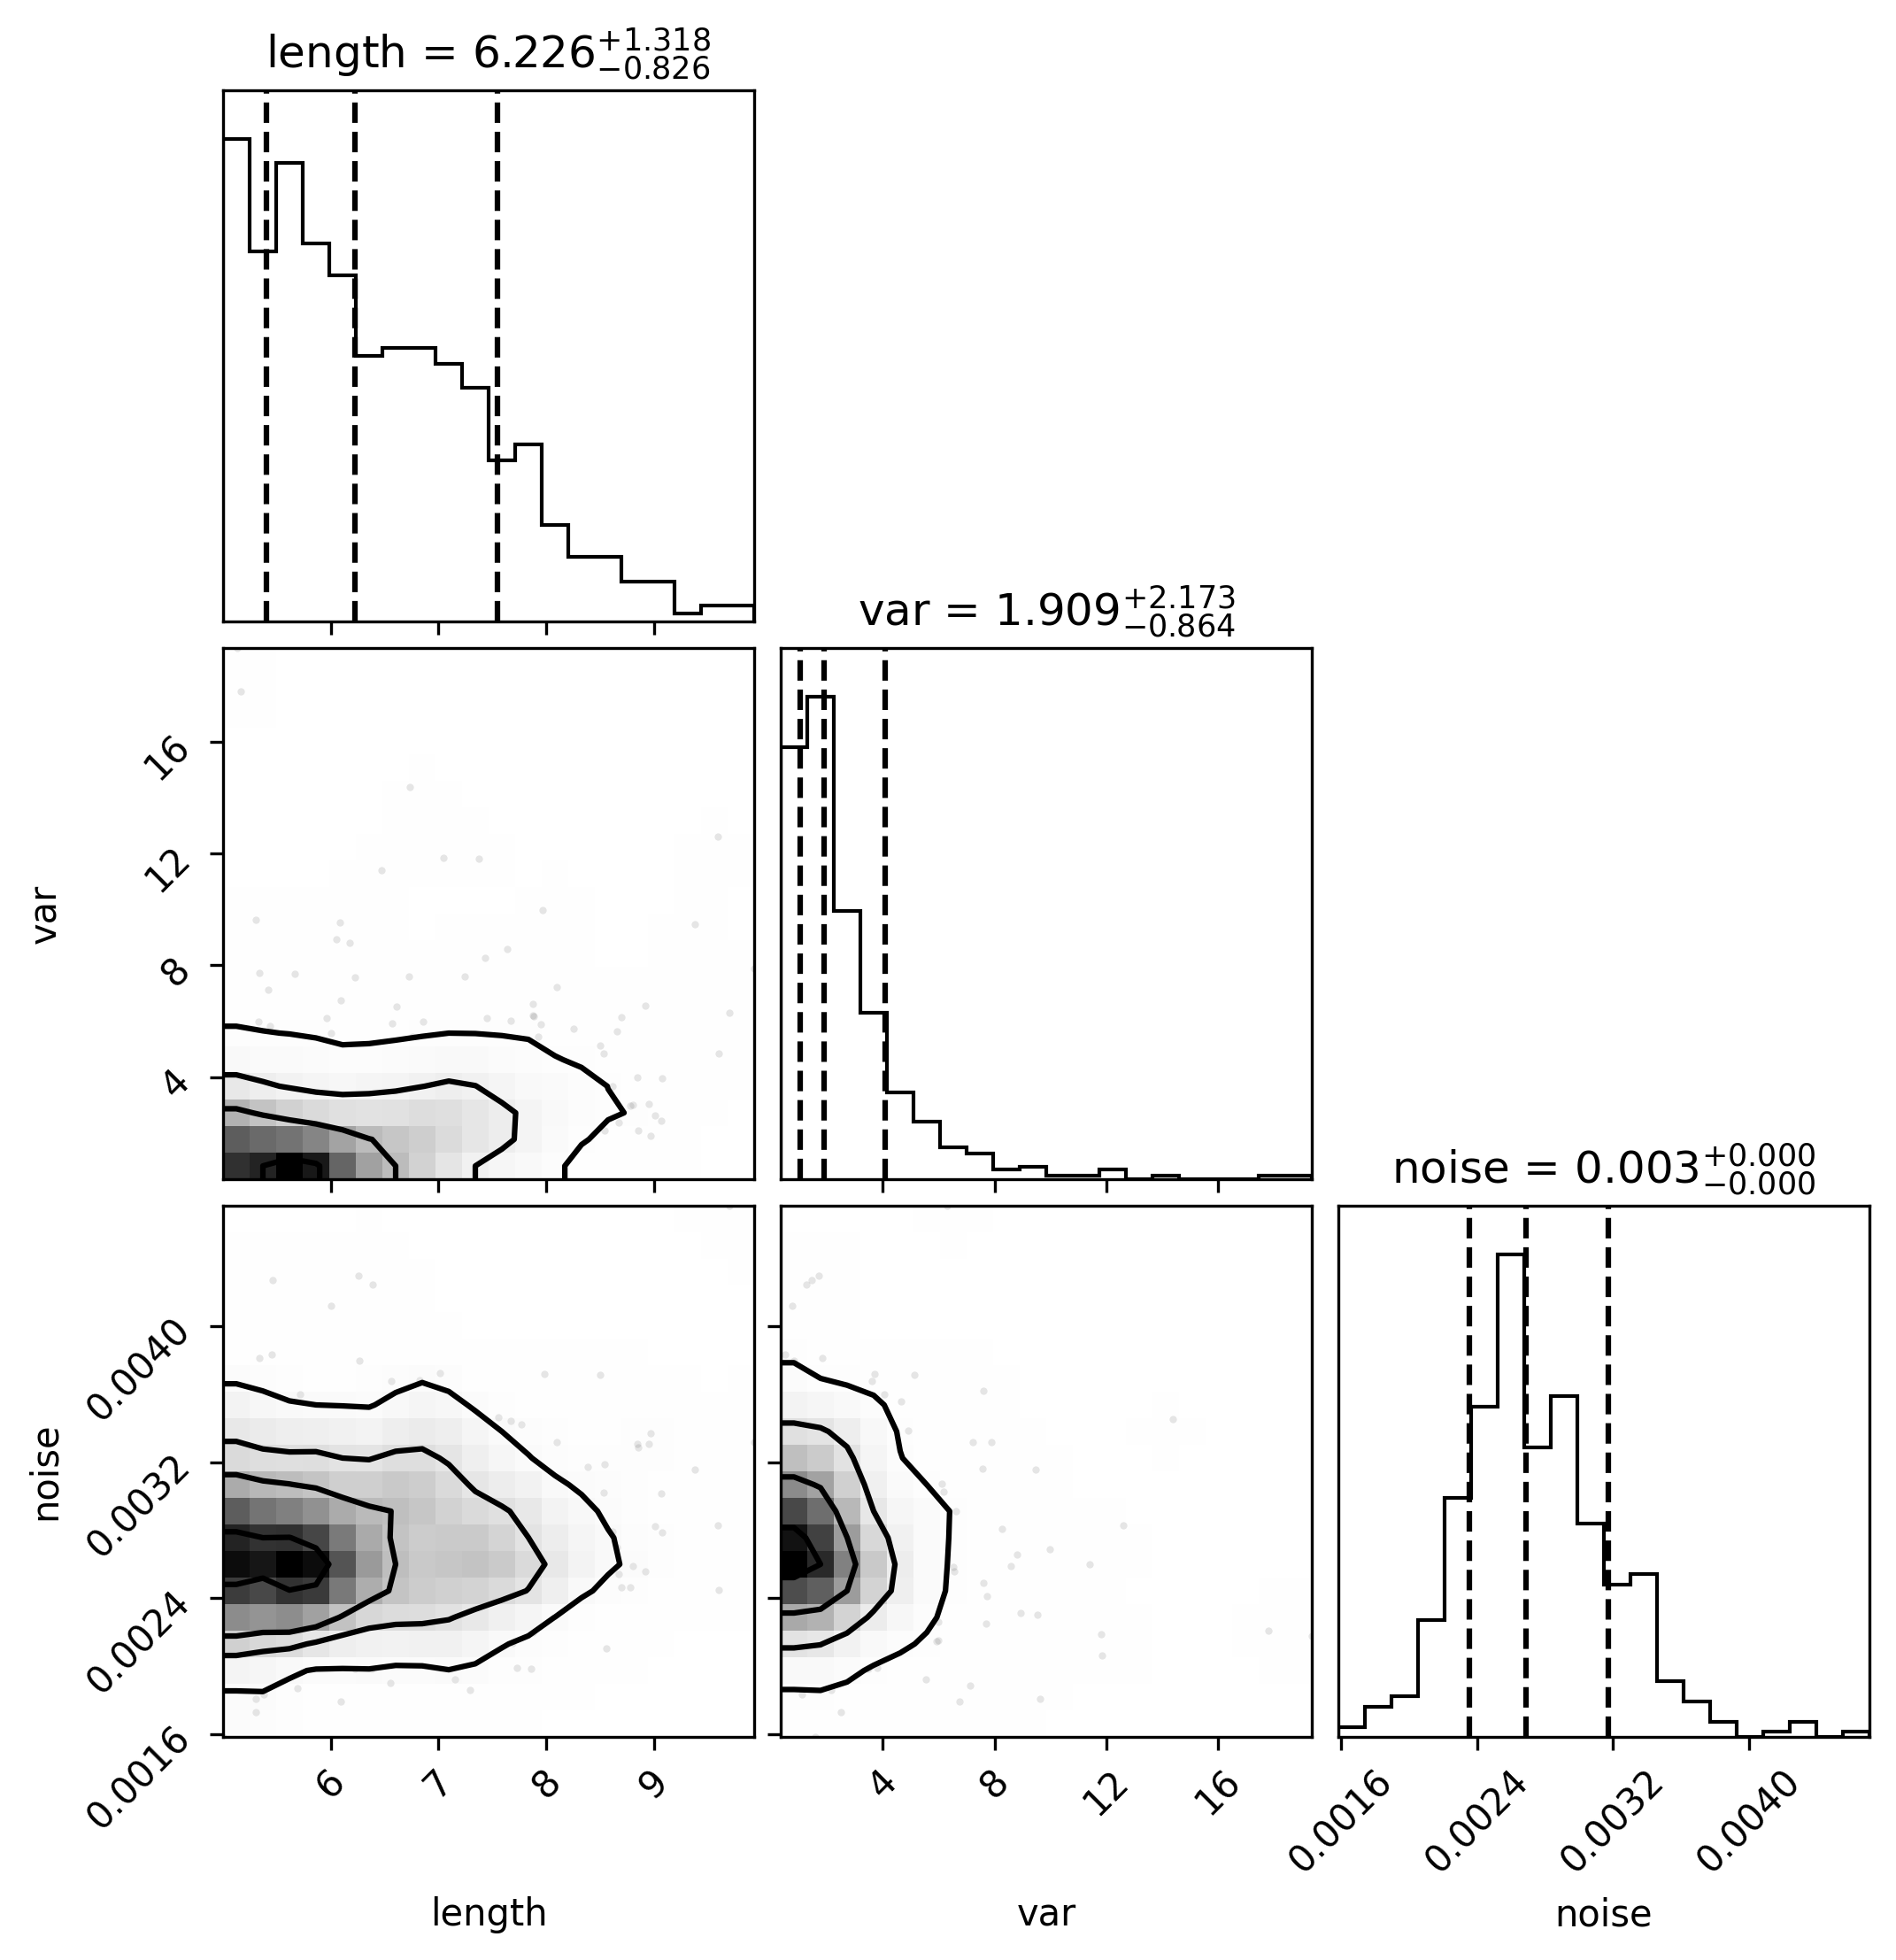 length = 6.226 +1.318 −0.826
var = 1.909 +2.173 −0.864
16
12
8
4
var
noise = 0.003 +0.000 −0.000
0.0040
0.0032
0.0024
0.0016
noise
6 7 8 9
4 8 12 16
0.0016 0.0024 0.0032 0.0040
length
var
noise